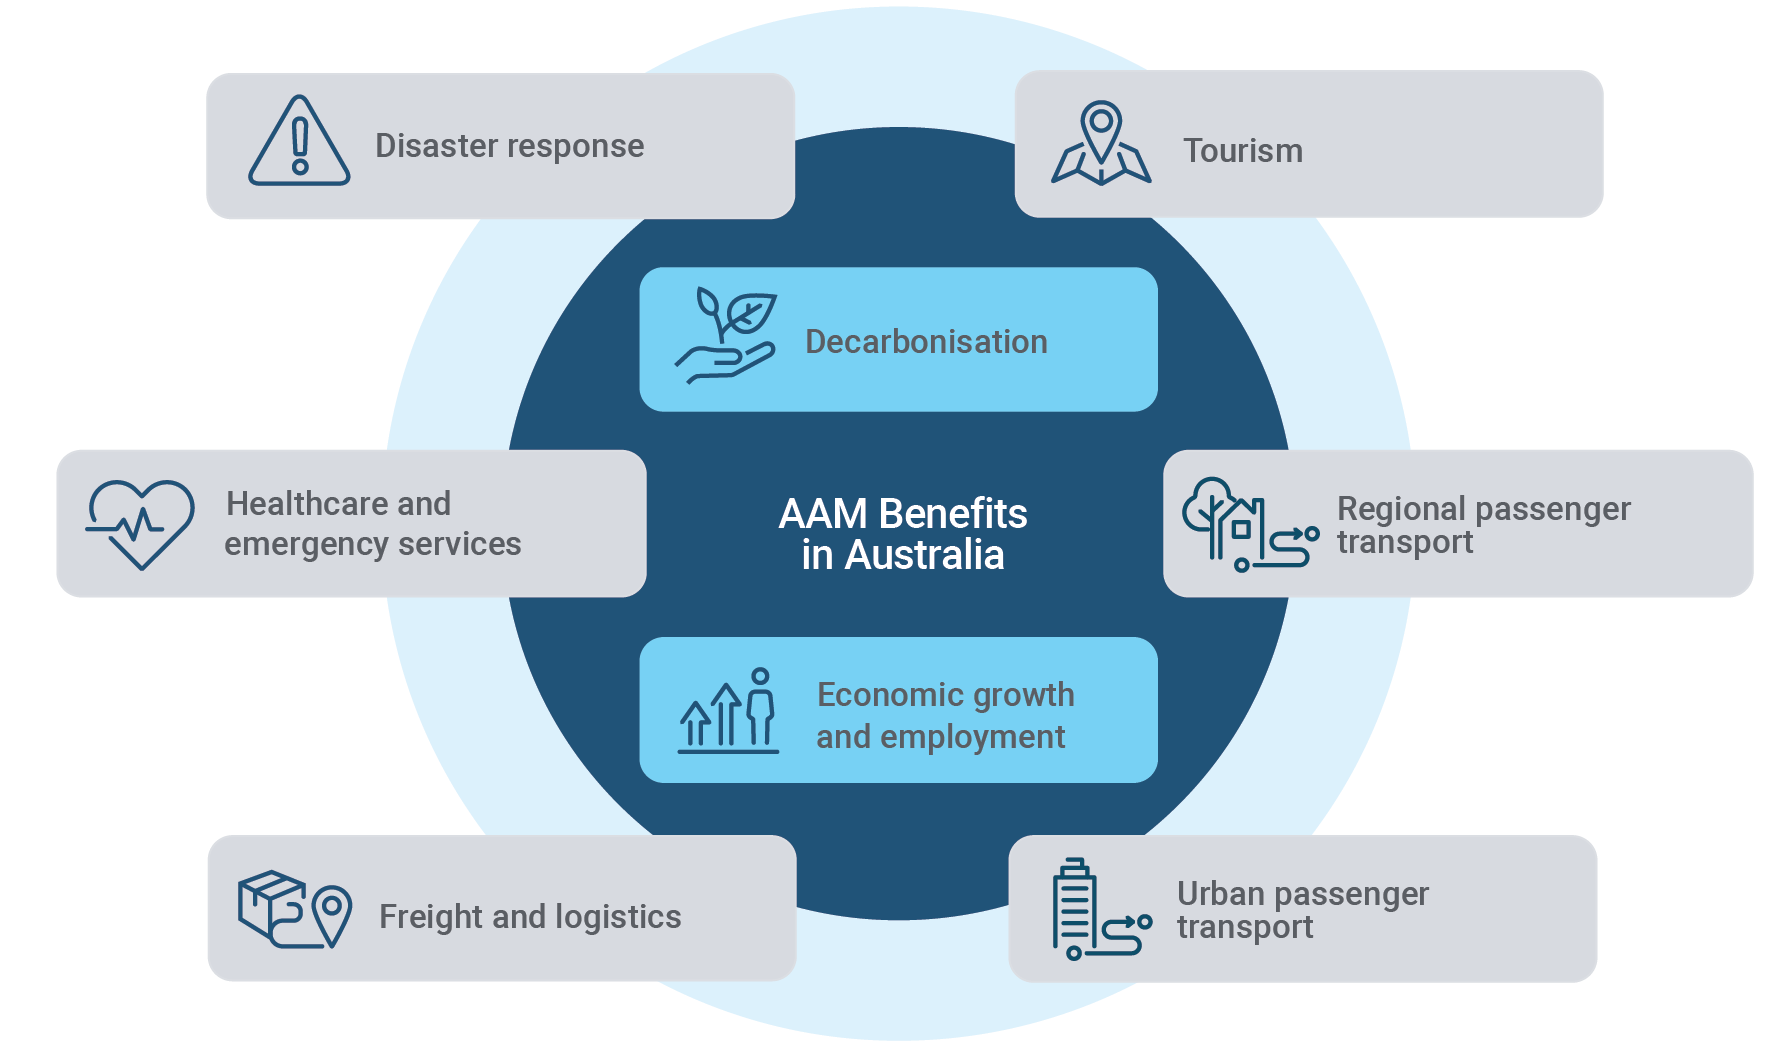 Disaster response
Tourism
Decarbonisation
Healthcare and
emergency services
AAM Benefits
in Australia
Regional passenger
transport
Economic growth
and employment
Freight and logistics
Urban passenger
transport